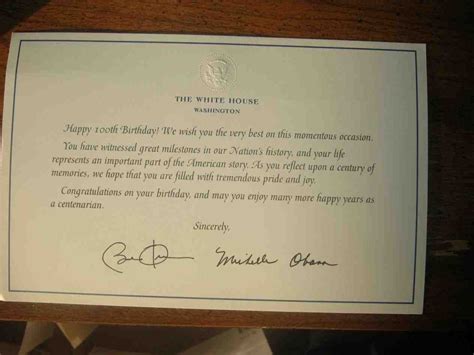 THE WHITE HOUSE
WASHINGTON
Happy 100th Birthday! We wish you the very best on this momentous occasion.
You have witnessed great milestones in our Nation's history, and your life
represents an important part of the American story. As you reflect upon a century of
memories, we hope that you are filled with tremendous pride and joy.
Congratulations on your birthday, and may you enjoy many more happy years as
a centenarian.
Sincerely,
Michelle Obama